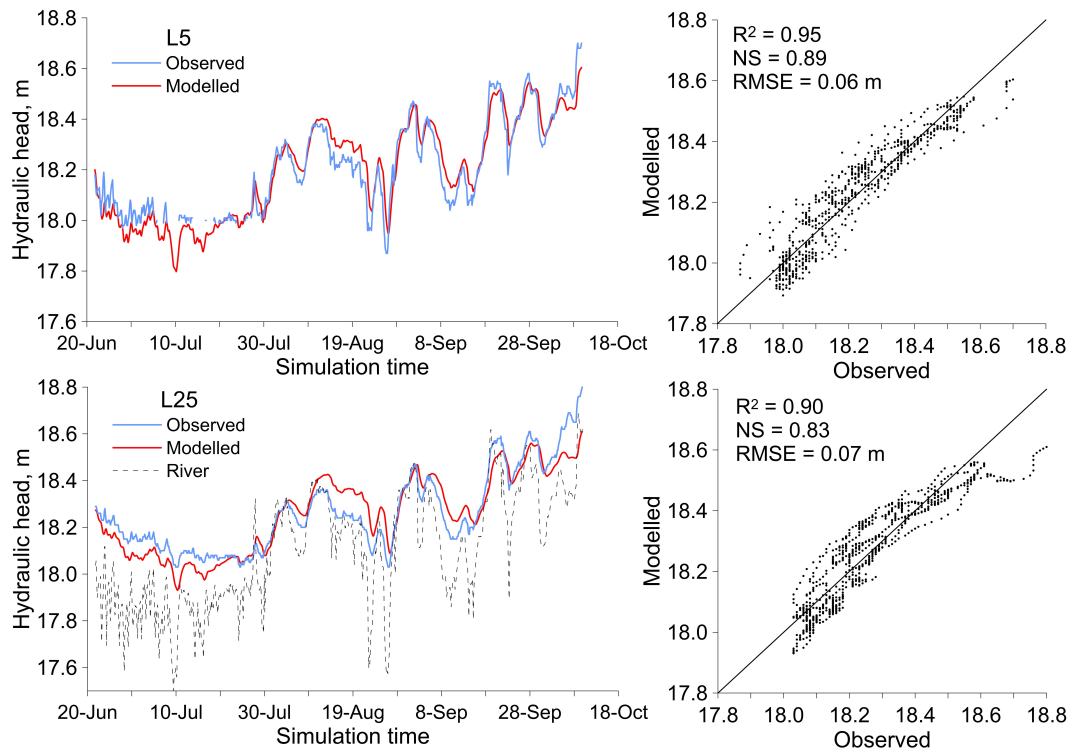 L5
Observed
Modelled
Hydraulic head, m
18.8
18.6
18.4
18.2
18.0
17.8
17.6
20-Jun 10-Jul 30-Jul 19-Aug 8-Sep 28-Sep 18-Oct
Simulation time
R² = 0.95
NS = 0.89
RMSE = 0.06 m
Modelled
18.8
18.6
18.4
18.2
18.0
17.8
17.8 18.0 18.2 18.4 18.6 18.8
Observed
L25
Observed
Modelled
River
Hydraulic head, m
18.8
18.6
18.4
18.2
18.0
17.8
17.6
20-Jun 10-Jul 30-Jul 19-Aug 8-Sep 28-Sep 18-Oct
Simulation time
R² = 0.90
NS = 0.83
RMSE = 0.07 m
Modelled
18.8
18.6
18.4
18.2
18.0
17.8
17.8 18.0 18.2 18.4 18.6 18.8
Observed